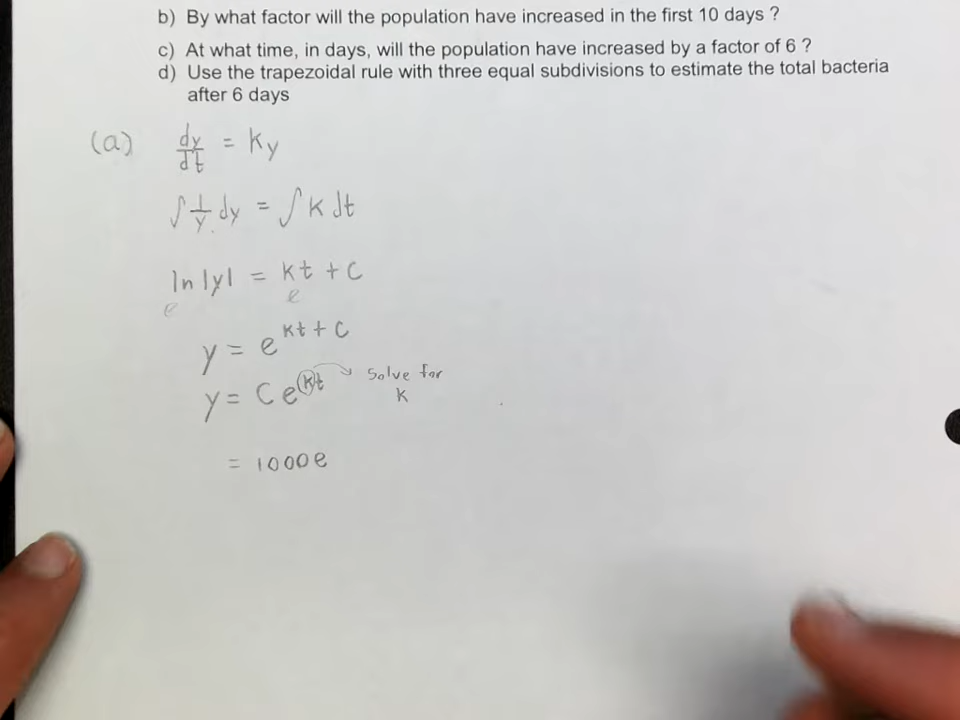 b) By what factor will the population have increased in the first 10 days ?
c) At what time, in days, will the population have increased by a factor of 6 ?
d) Use the trapezoidal rule with three equal subdivisions to estimate the total bacteria
after 6 days
(a) dy/dt = Ky
∫ 1/y dy = ∫ K dt
ln |y| = kt + C
e e
y = e^{kt + C}
y = Ce^{kt} → Solve for
K
= 1000e